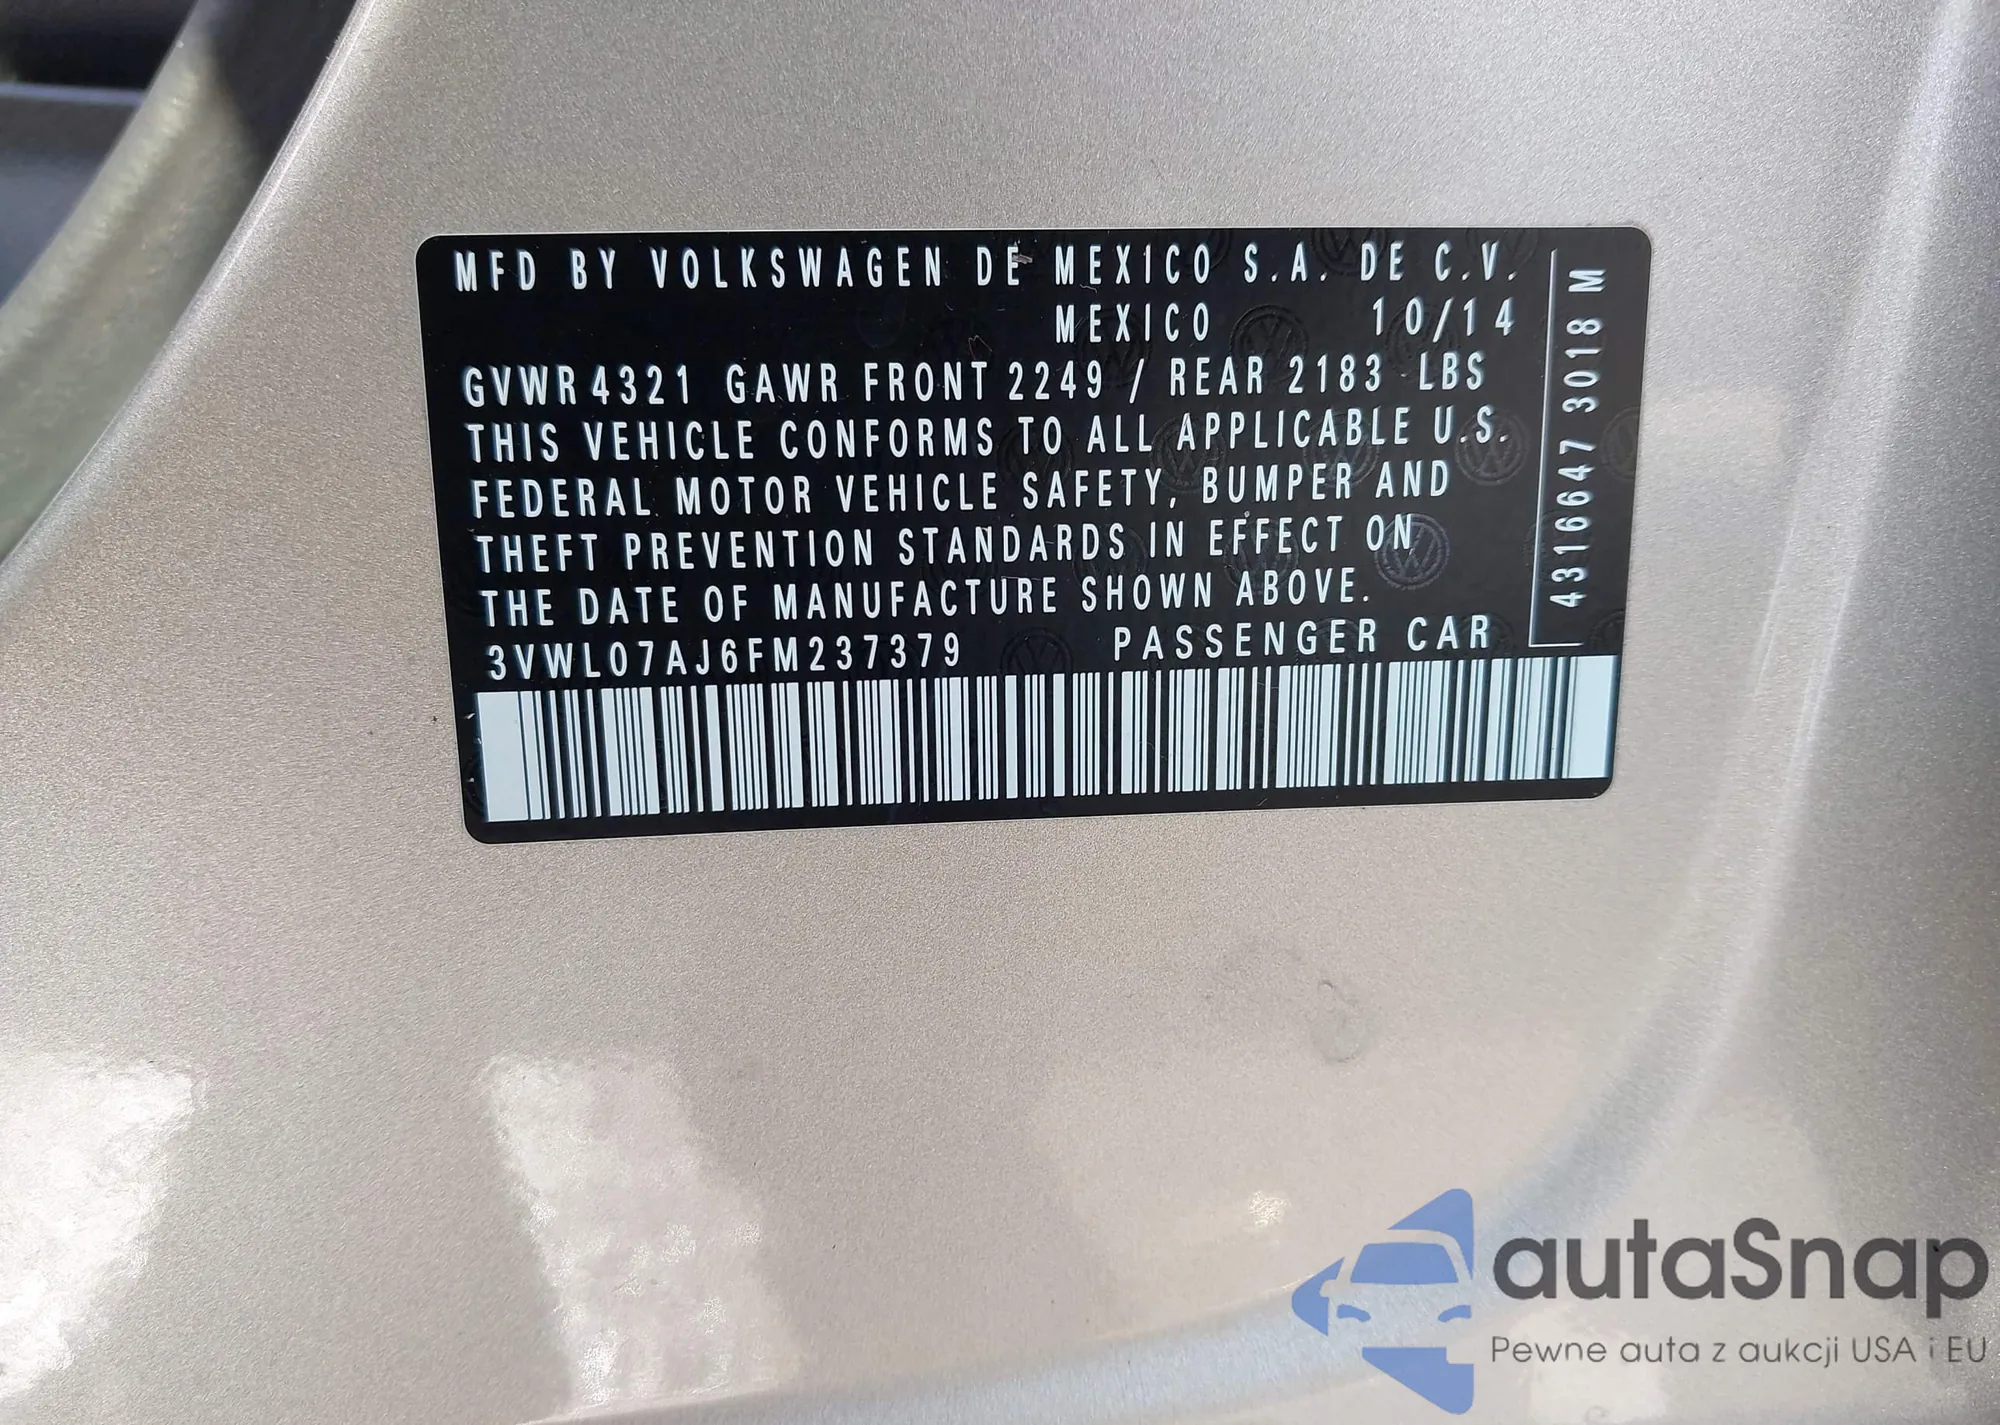 MFD BY VOLKSWAGEN DE MEXICO S.A. DE C.V.
MEXICO 10/14
GVWR 4321 GAWR FRONT 2249 / REAR 2183 LBS
THIS VEHICLE CONFORMS TO ALL APPLICABLE U.S.
FEDERAL MOTOR VEHICLE SAFETY, BUMPER AND
THEFT PREVENTION STANDARDS IN EFFECT ON
THE DATE OF MANUFACTURE SHOWN ABOVE.
3VWL07AJ6FM237379 PASSENGER CAR
4316647 3018 M
autaSnap
Pewne auta z aukcji USA i EU